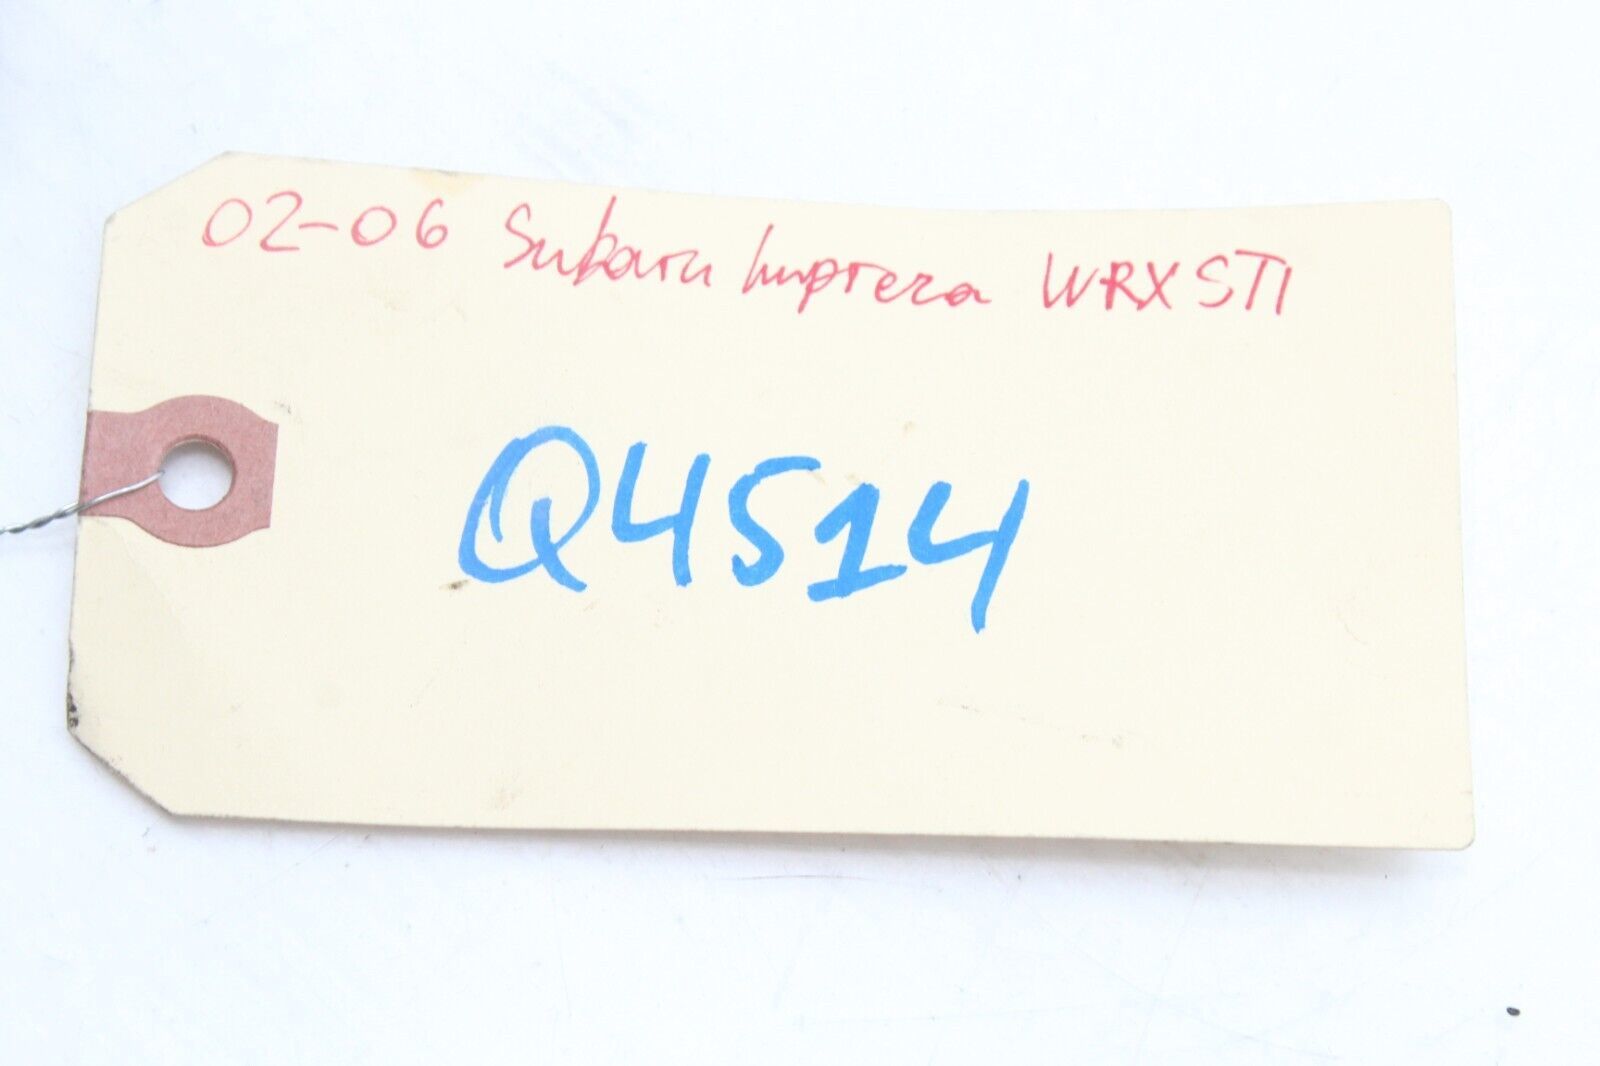 02-06 Subaru Impreza WRX STI
Q4514